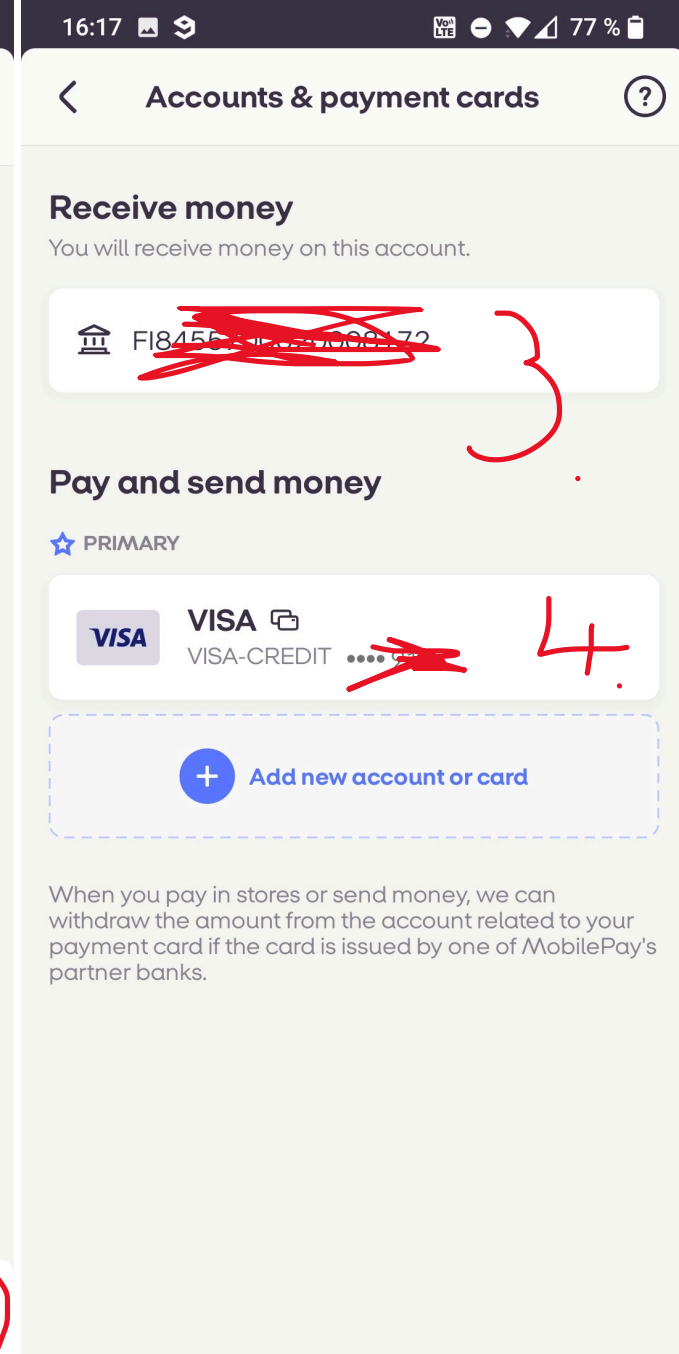 16:17 77 %
Accounts & payment cards ?
Receive money
You will receive money on this account.
3.
Pay and send money
PRIMARY
VISA VISA
VISA-CREDIT ••••
4.
+ Add new account or card
When you pay in stores or send money, we can
withdraw the amount from the account related to your
payment card if the card is issued by one of MobilePay's
partner banks.